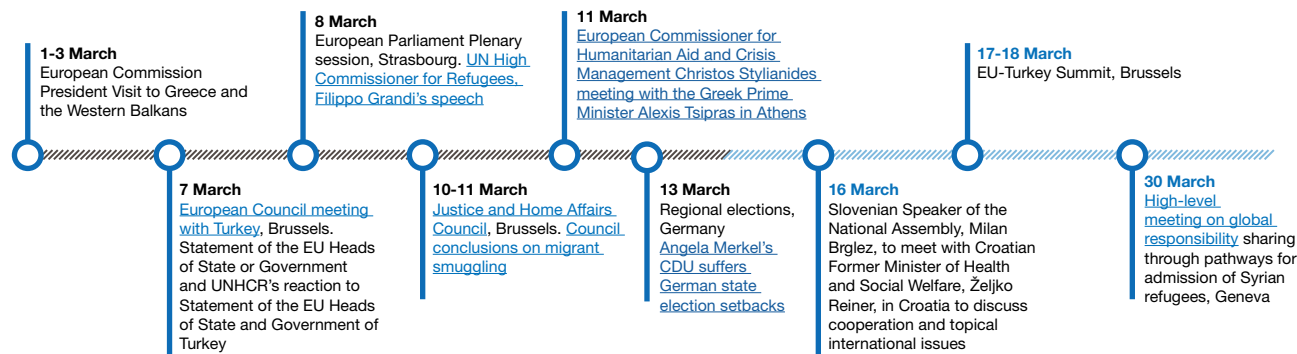 1-3 March
European Commission
President Visit to Greece and
the Western Balkans
7 March
European Council meeting
with Turkey, Brussels.
Statement of the EU Heads
of State or Government
and UNHCR's reaction to
Statement of the EU Heads
of State and Government of
Turkey
8 March
European Parliament Plenary
session, Strasbourg. UN High
Commissioner for Refugees,
Filippo Grandi's speech
10-11 March
Justice and Home Affairs
Council, Brussels. Council
conclusions on migrant
smuggling
11 March
European Commissioner for
Humanitarian Aid and Crisis
Management Christos Stylianides
meeting with the Greek Prime
Minister Alexis Tsipras in Athens
13 March
Regional elections,
Germany
Angela Merkel's
CDU suffers
German state
election setbacks
16 March
Slovenian Speaker of the
National Assembly, Milan
Brglez, to meet with Croatian
Former Minister of Health
and Social Welfare, Željko
Reiner, in Croatia to discuss
cooperation and topical
international issues
17-18 March
EU-Turkey Summit, Brussels
30 March
High-level
meeting on global
responsibility sharing
through pathways for
admission of Syrian
refugees, Geneva